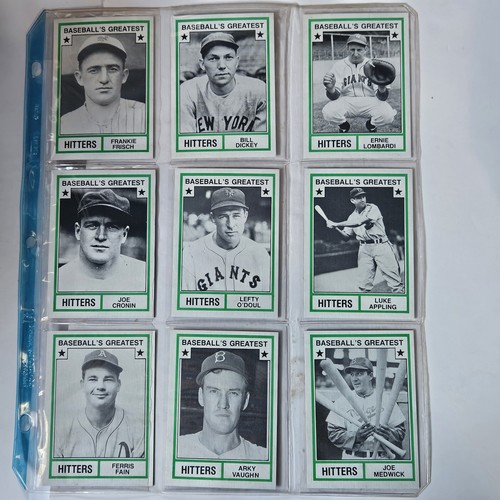 BASEBALL'S GREATEST
HITTERS
FRANKIE
FRISCH
BASEBALL'S GREATEST
NEW YORK
HITTERS
BILL
DICKEY
BASEBALL'S GREATEST
GIANTS
HITTERS
ERNIE
LOMBARDI
BASEBALL'S GREATEST
HITTERS
JOE
CRONIN
BASEBALL'S GREATEST
GIANTS
HITTERS
LEFTY
O'DOUL
BASEBALL'S GREATEST
HITTERS
LUKE
APPLING
BASEBALL'S GREATEST
A
A
HITTERS
FERRIS
FAIN
BASEBALL'S GREATEST
B
HITTERS
ARKY
VAUGHN
BASEBALL'S GREATEST
HITTERS
JOE
MEDWICK